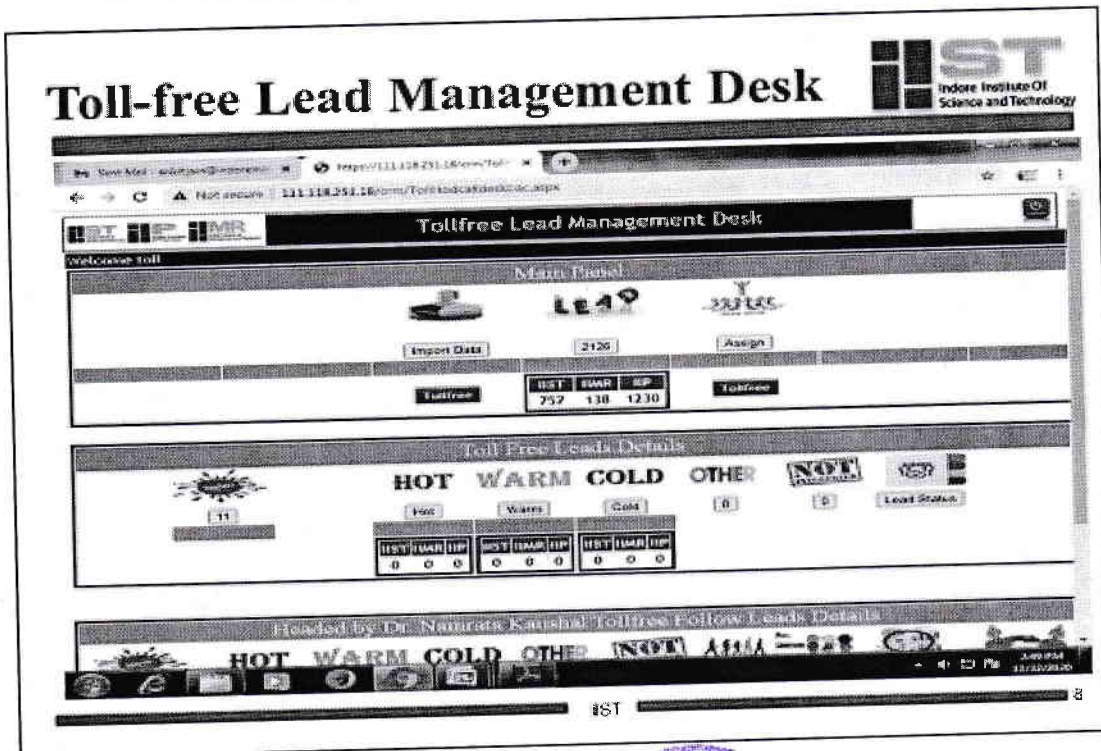 Toll-free Lead Management Desk
IIST
Indore Institute Of
Science and Technology
Not secure
Tollfree Lead Management Desk
Welcome toll
Main Panel
LEAD
Import Data
2126
Assign
Tollfree
IIST IIMR IIP
757 138 1230
Tollfree
Toll Free Leads Details
HOT WARM COLD OTHER NOT
11
Hot
Warm
Cold
0
0
Lead Status
IIST IIMR IIP
0 0 0
IIST IIMR IIP
0 0 0
IIST IIMR IIP
0 0 0
Headed by Dr. Namrata Kaushal Tollfree Follow Leads Details
HOT WARM COLD OTHE NOT
IIST
8